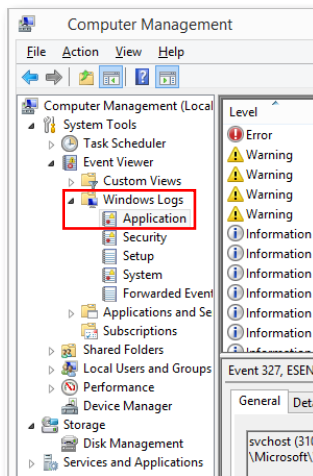 Computer Management
File Action View Help
Computer Management (Local
System Tools
Task Scheduler
Event Viewer
Custom Views
Windows Logs
Application
Security
Setup
System
Forwarded Event
Applications and Se
Subscriptions
Shared Folders
Local Users and Groups
Performance
Device Manager
Storage
Disk Management
Services and Applications
Level
Error
Warning
Warning
Warning
Warning
Information
Information
Information
Information
Information
Information
Information
Event 327, ESEN
General Det
svchost (310
\Microsoft\